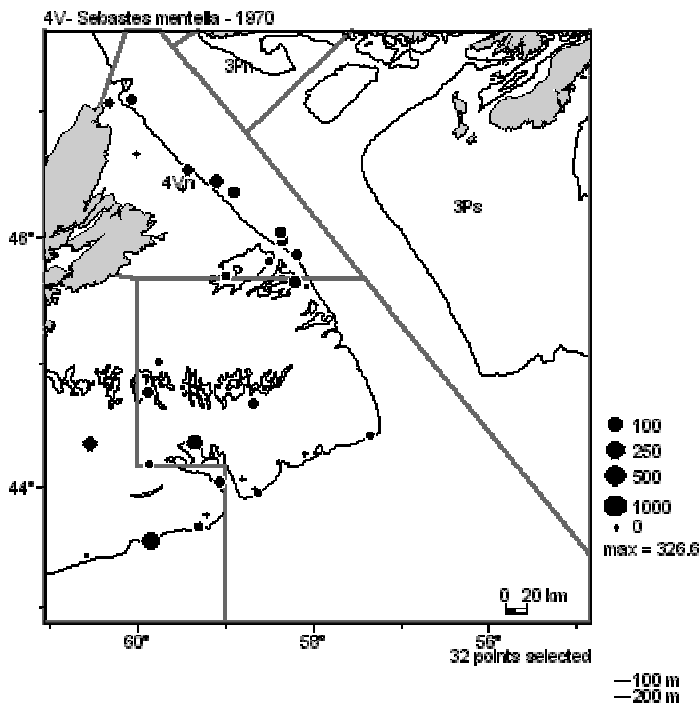 4V- Sebastes mentella - 1970
3Pn
4Vn
3Ps
46°
44°
100
250
500
1000
0
max = 326.6
0 20 km
60° 58° 56°
32 points selected
100 m
200 m